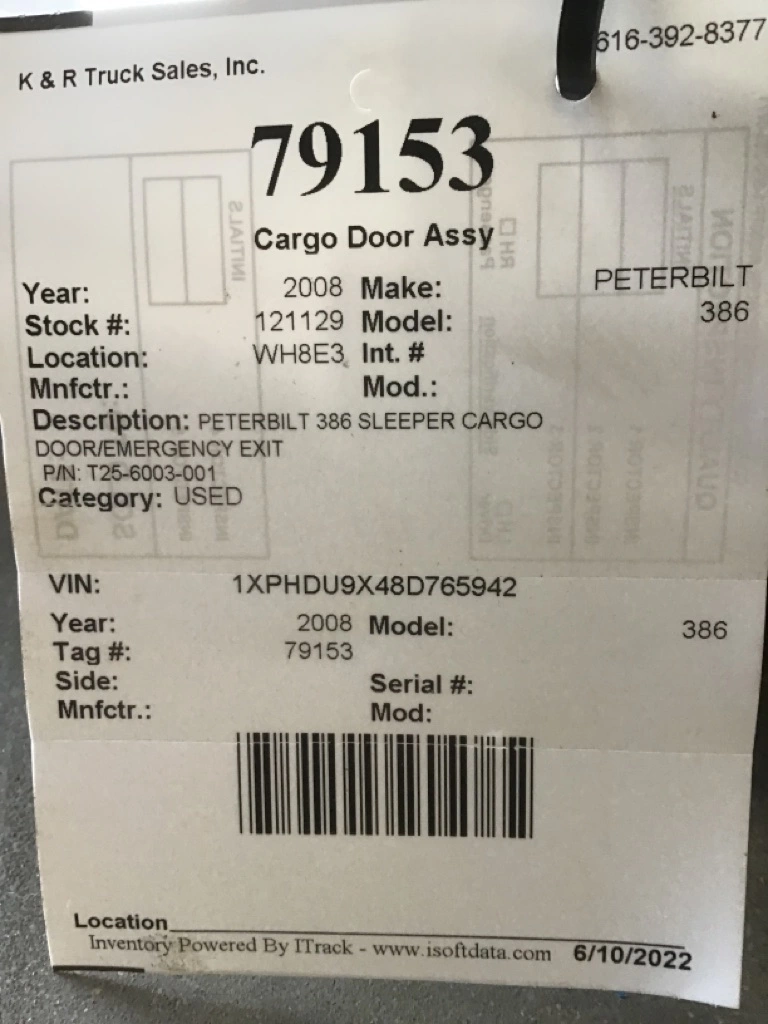 K & R Truck Sales, Inc. 616-392-8377
79153
Cargo Door Assy
Year: 2008 Make: PETERBILT
Stock #: 121129 Model: 386
Location: WH8E3 Int. #
Mnfctr.: Mod.:
Description: PETERBILT 386 SLEEPER CARGO
DOOR/EMERGENCY EXIT
P/N: T25-6003-001
Category: USED
VIN: 1XPHDU9X48D765942
Year: 2008 Model: 386
Tag #: 79153
Side: Serial #:
Mnfctr.: Mod:
Location
Inventory Powered By ITrack - www.isoftdata.com 6/10/2022